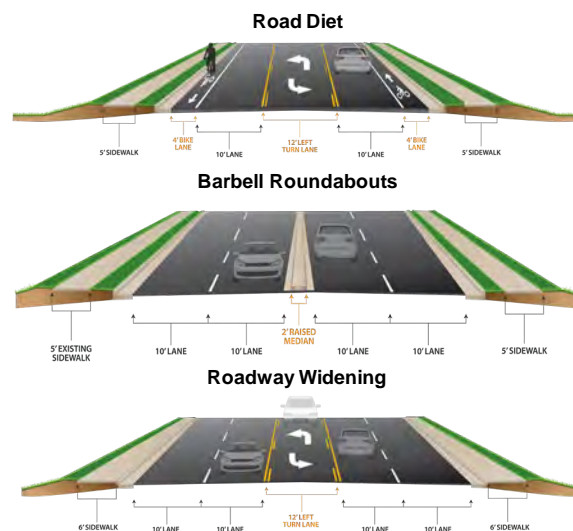 Road Diet
5' SIDEWALK
4' BIKE
LANE
10' LANE
12' LEFT
TURN LANE
10' LANE
4' BIKE
LANE
5' SIDEWALK
Barbell Roundabouts
5' EXISTING
SIDEWALK
10' LANE
10' LANE
2' RAISED
MEDIAN
10' LANE
10' LANE
5' SIDEWALK
Roadway Widening
6' SIDEWALK
10' LANE
10' LANE
12' LEFT
TURN LANE
10' LANE
10' LANE
6' SIDEWALK